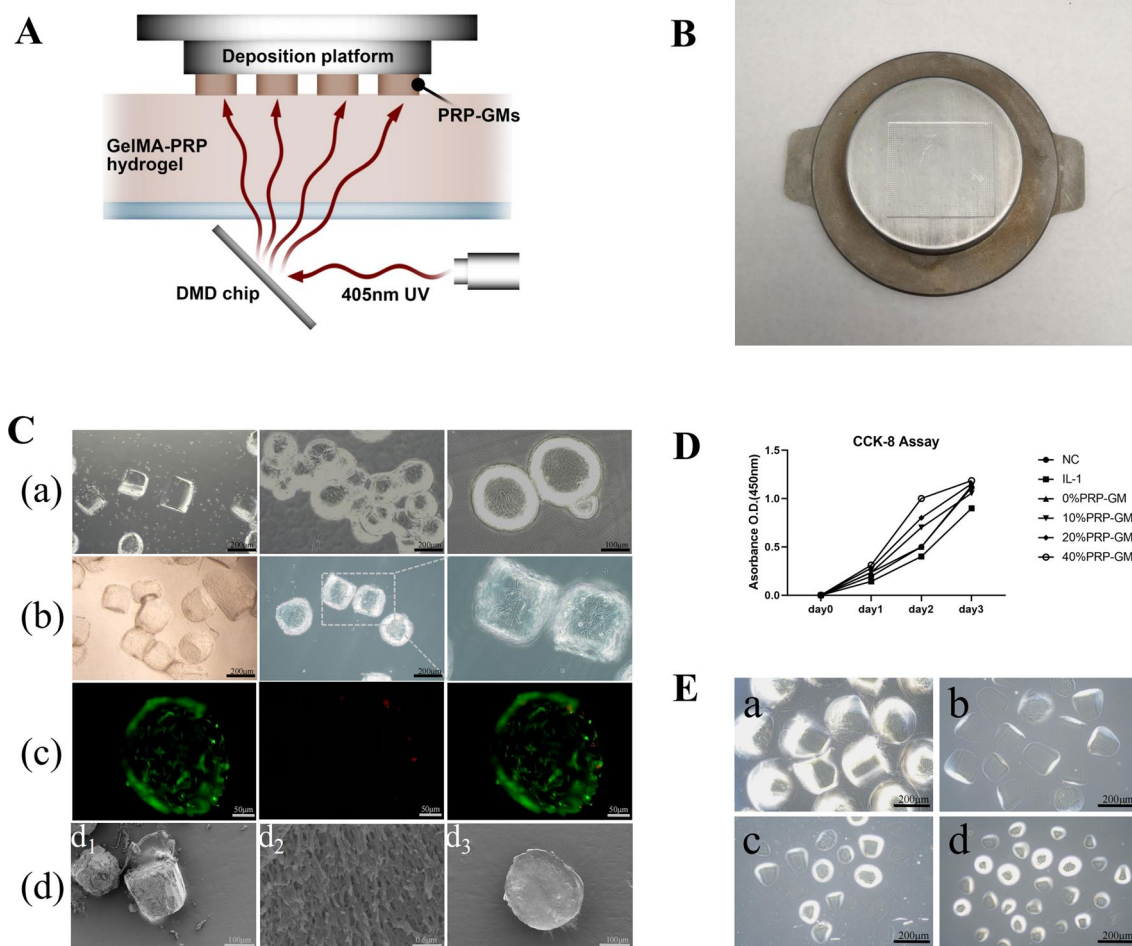 A
Deposition platform
PRP-GMs
GelMA-PRP
hydrogel
DMD chip
405nm UV
B
C
(a)
200μm
200μm
100μm
(b)
200μm
200μm
(c)
50μm
50μm
50μm
(d)
d1
d2
d3
100μm
0.5μm
100μm
D
CCK-8 Assay
Asorbance O.D.(450nm)
1.5
1.0
0.5
0.0
day0
day1
day2
day3
NC
IL-1
0%PRP-GM
10%PRP-GM
20%PRP-GM
40%PRP-GM
E
a
200μm
b
200μm
c
200μm
d
200μm